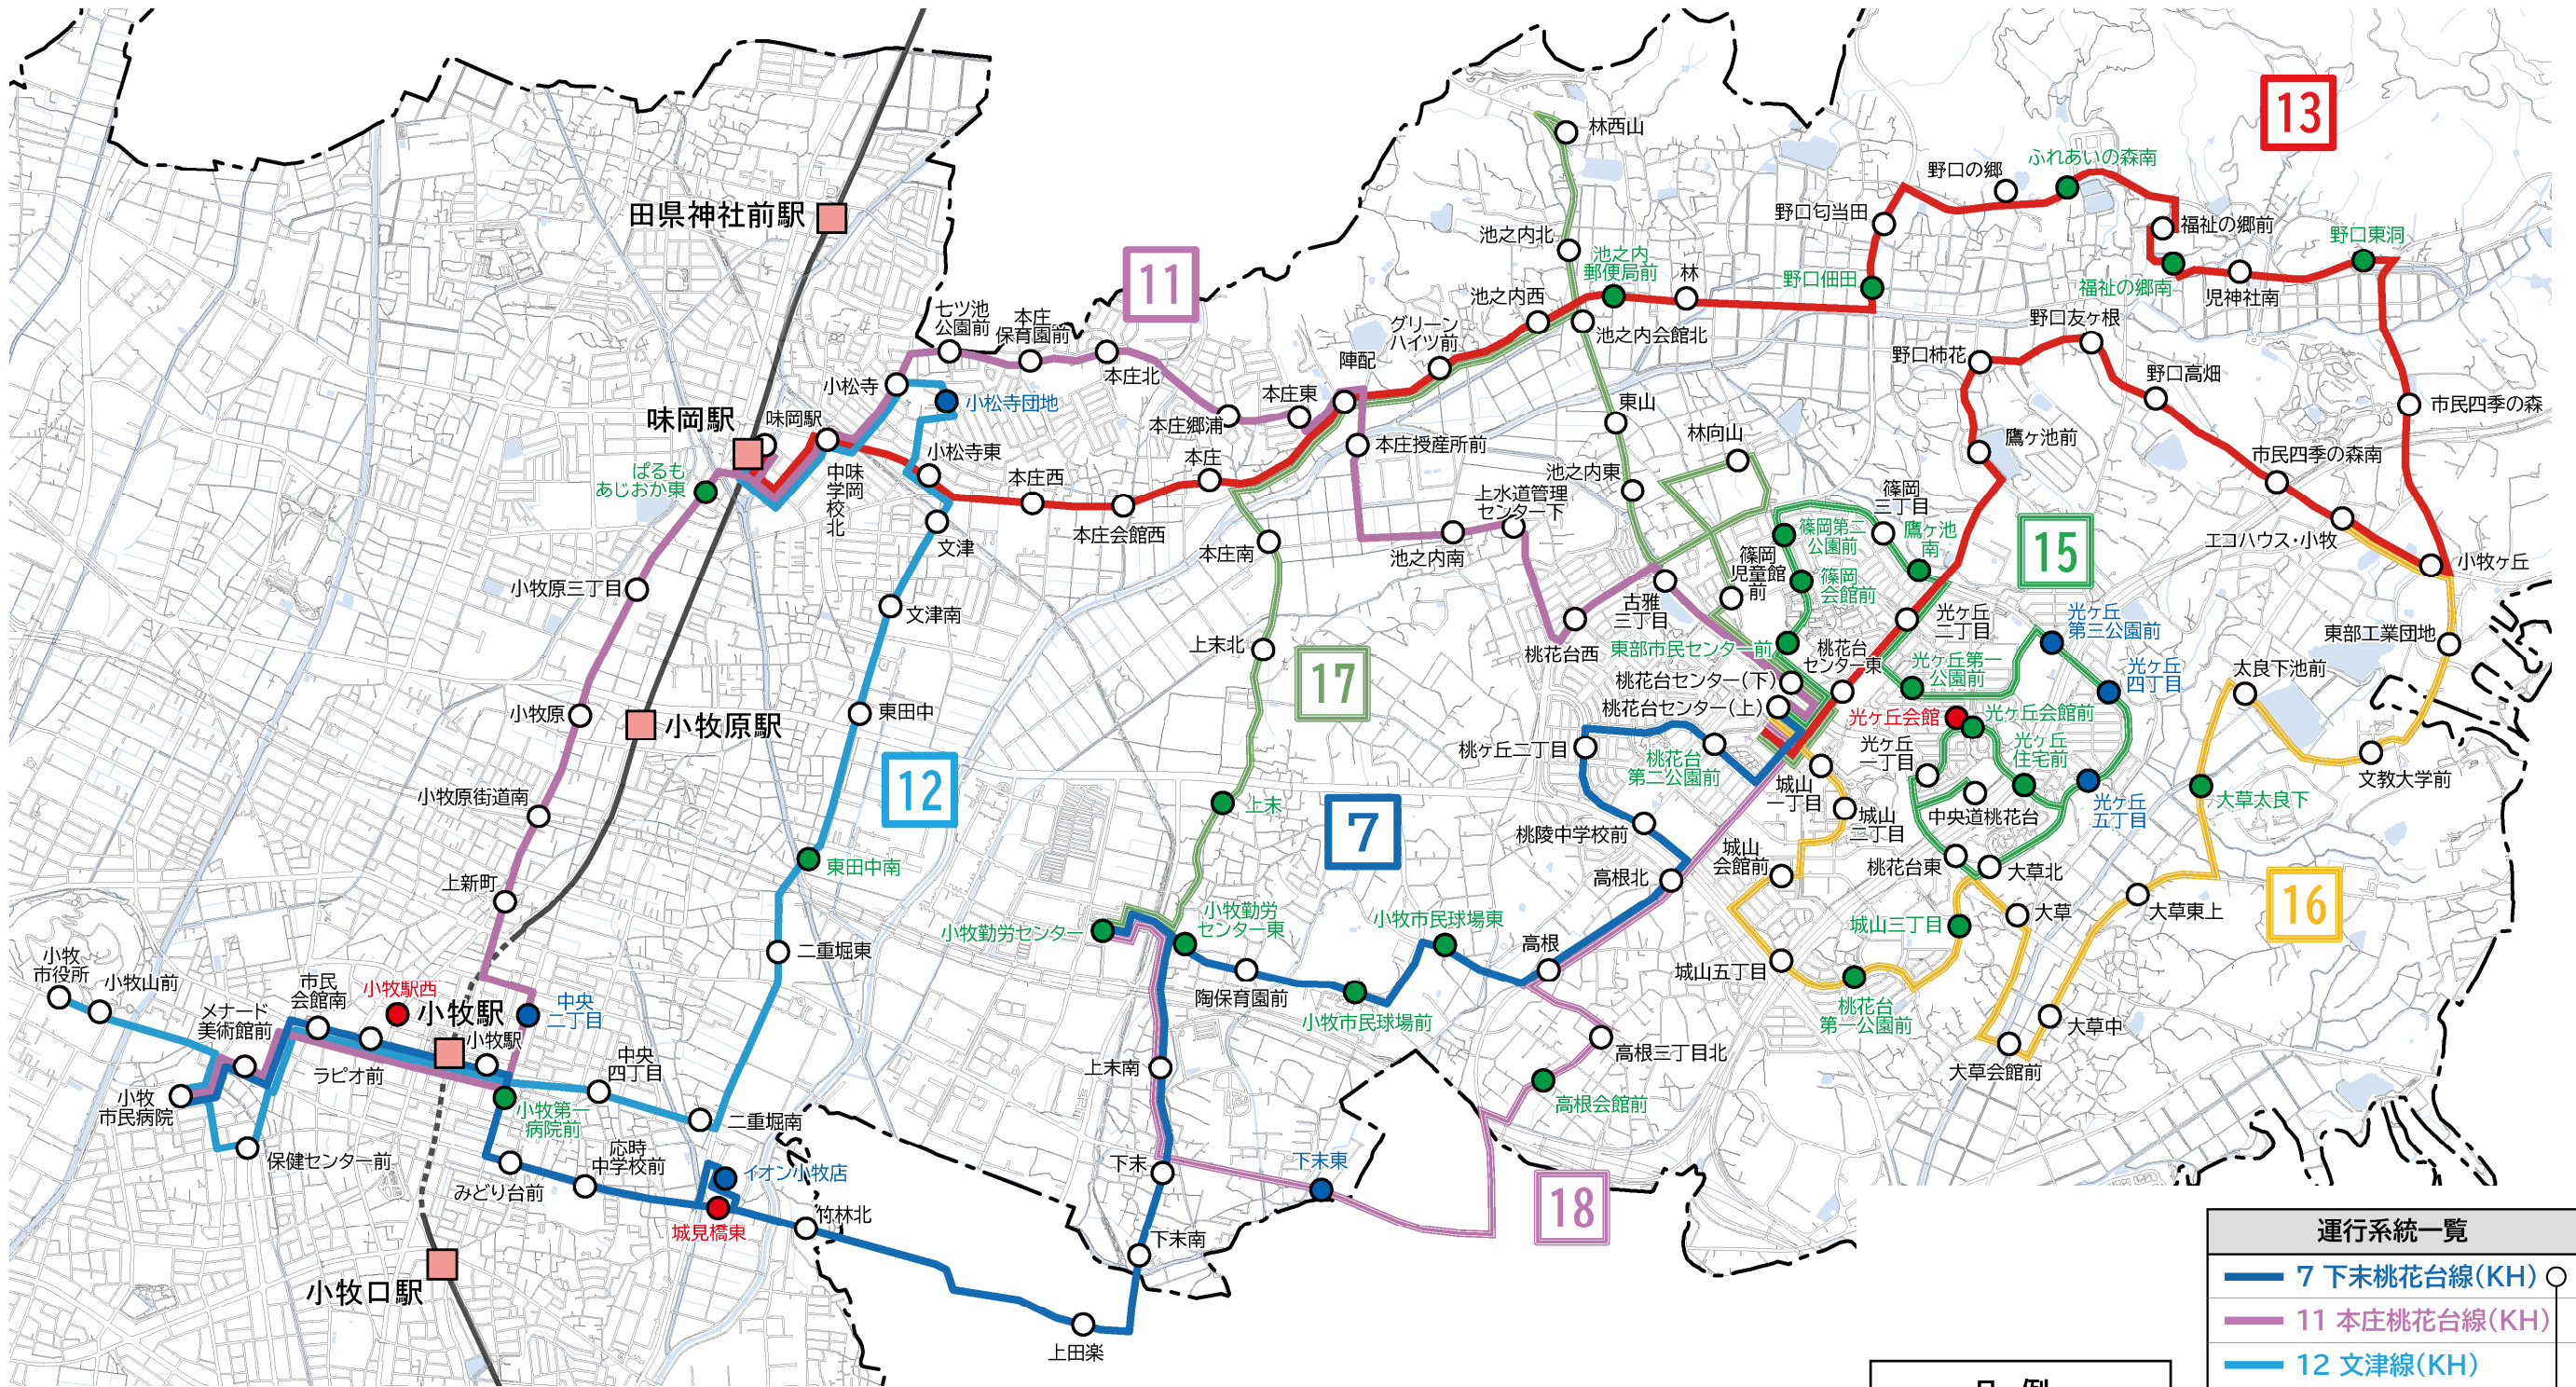 13
林西山
ふれあいの森南
野口の郷
田県神社前駅
野口匂当田
福祉の郷前
野口東洞
池之内北
池之内
郵便局前
林
11
野口佃田
福祉の郷南
児神社南
池之内西
七ツ池
公園前
本庄
保育園前
グリーン
ハイツ前
池之内会館北
野口友ヶ根
陣配
野口柿花
本庄北
小松寺
野口高畑
小松寺団地
本庄東
東山
市民四季の森
味岡駅
味岡駅
本庄郷浦
本庄授産所前
林向山
鷹ヶ池前
小松寺東
本庄
市民四季の森南
ぱるも
あじおか東
味岡
中学校北
本庄西
池之内東
上水道管理
センター下
篠岡
三丁目
本庄会館西
篠岡第二
公園前
鷹ヶ池
南
15
エコハウス・小牧
文津
本庄南
池之内南
篠岡
児童館
前
篠岡
会館前
小牧ヶ丘
小牧原三丁目
文津南
古雅
三丁目
光ヶ丘
二丁目
光ヶ丘
第三公園前
東部工業団地
上末北
桃花台西
東部市民センター前
桃花台
センター東
光ヶ丘第一
公園前
光ヶ丘
四丁目
太良下池前
17
桃花台センター(下)
小牧原
小牧原駅
東田中
桃花台センター(上)
光ヶ丘会館
光ヶ丘会館前
桃ヶ丘二丁目
桃花台
第二公園前
光ヶ丘
一丁目
光ヶ丘
住宅前
文教大学前
12
城山
一丁目
小牧原街道南
上末
中央道桃花台
光ヶ丘
五丁目
大草太良下
7
桃陵中学校前
城山
二丁目
城山
会館前
東田中南
桃花台東
大草北
上新町
高根北
16
小牧勤労センター
小牧勤労
センター東
小牧市民球場東
大草
大草東上
城山三丁目
二重堀東
高根
小牧
市役所
小牧山前
市民
会館南
小牧駅西
城山五丁目
メナード
美術館前
小牧駅
中央
二丁目
陶保育園前
小牧市民球場前
桃花台
第一公園前
大草中
小牧駅
ラピオ前
中央
四丁目
上末南
高根三丁目北
大草会館前
小牧
市民病院
小牧第一
病院前
二重堀南
高根会館前
保健センター前
応時
中学校前
イオン小牧店
下末
下末東
みどり台前
18
城見橋東
竹林北
運行系統一覧
小牧口駅
下末南
7 下末桃花台線(KH)
11 本庄桃花台線(KH)
上田楽
12 文津線(KH)